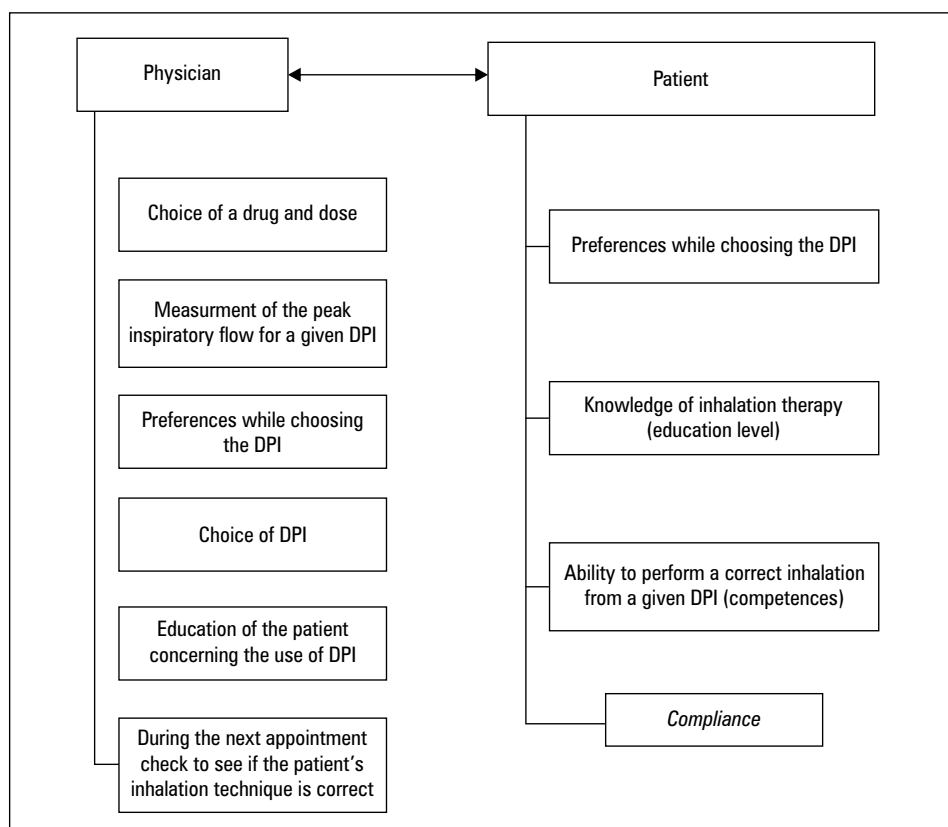 Physician
Patient
Choice of a drug and dose
Measurment of the peak
inspiratory flow for a given DPI
Preferences while choosing
the DPI
Choice of DPI
Education of the patient
concerning the use of DPI
During the next appointment
check to see if the patient's
inhalation technique is correct
Preferences while choosing the DPI
Knowledge of inhalation therapy
(education level)
Ability to perform a correct inhalation
from a given DPI (competences)
Compliance